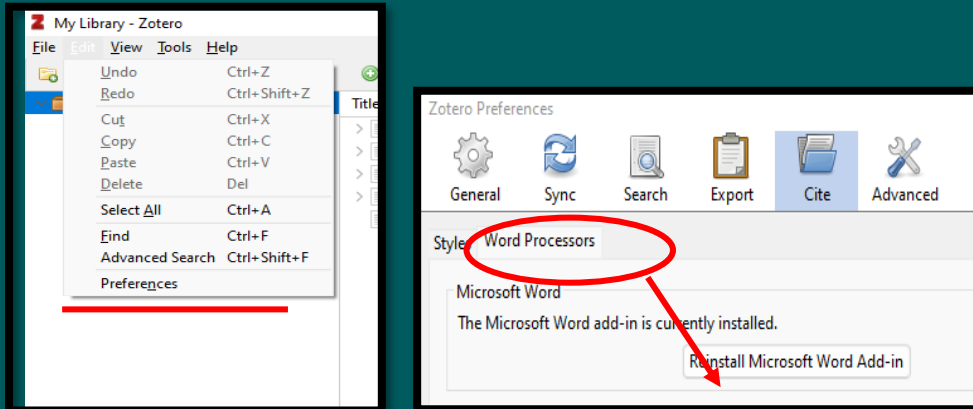 My Library - Zotero
File Edit View Tools Help
Undo Ctrl+Z
Redo Ctrl+Shift+Z
Cut Ctrl+X
Copy Ctrl+C
Paste Ctrl+V
Delete Del
Select All Ctrl+A
Find Ctrl+F
Advanced Search Ctrl+Shift+F
Preferences
Title
Zotero Preferences
General Sync Search Export Cite Advanced
Styles Word Processors
Microsoft Word
The Microsoft Word add-in is currently installed.
Reinstall Microsoft Word Add-in